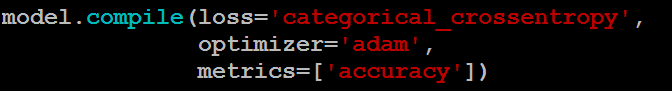 model.compile(loss='categorical_crossentropy',
              optimizer='adam',
              metrics=['accuracy'])